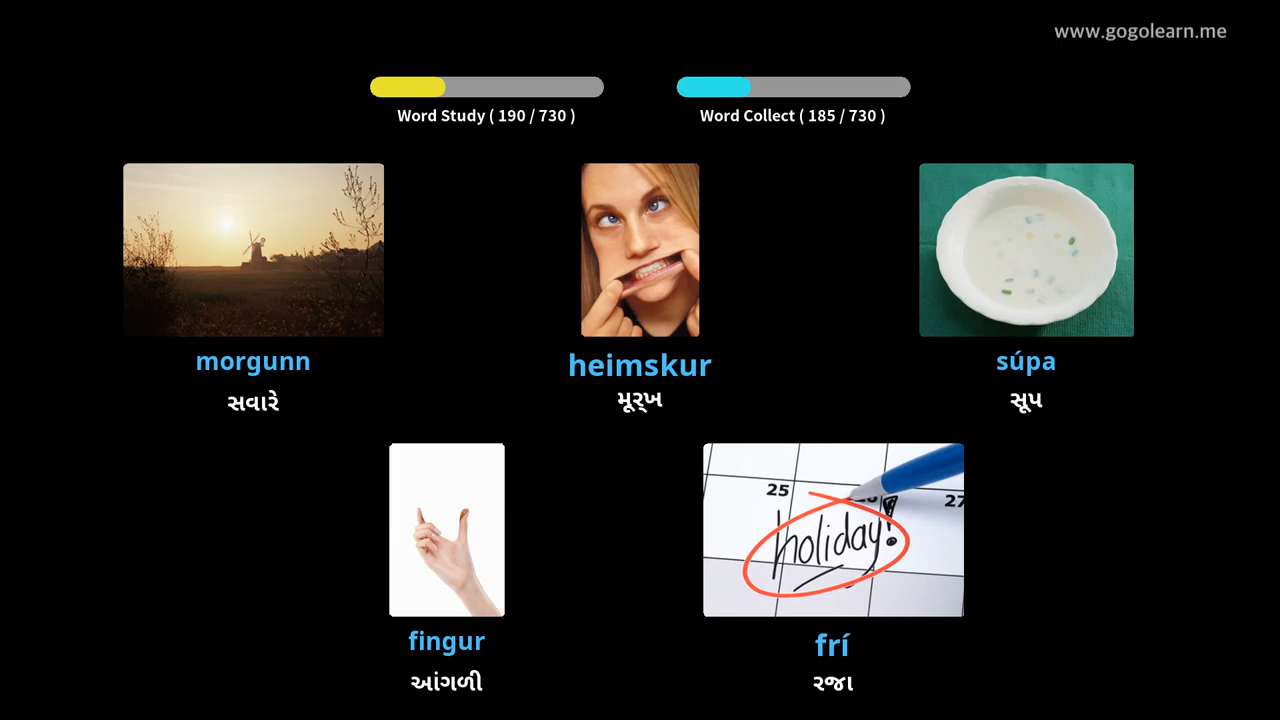 www.gogolearn.me
Word Study ( 190 / 730 )
Word Collect ( 185 / 730 )
morgunn
heimskur
súpa
સવારે
મૂર્ખ
સૂપ
25
27
holiday!
fingur
frí
આંગળી
રજા